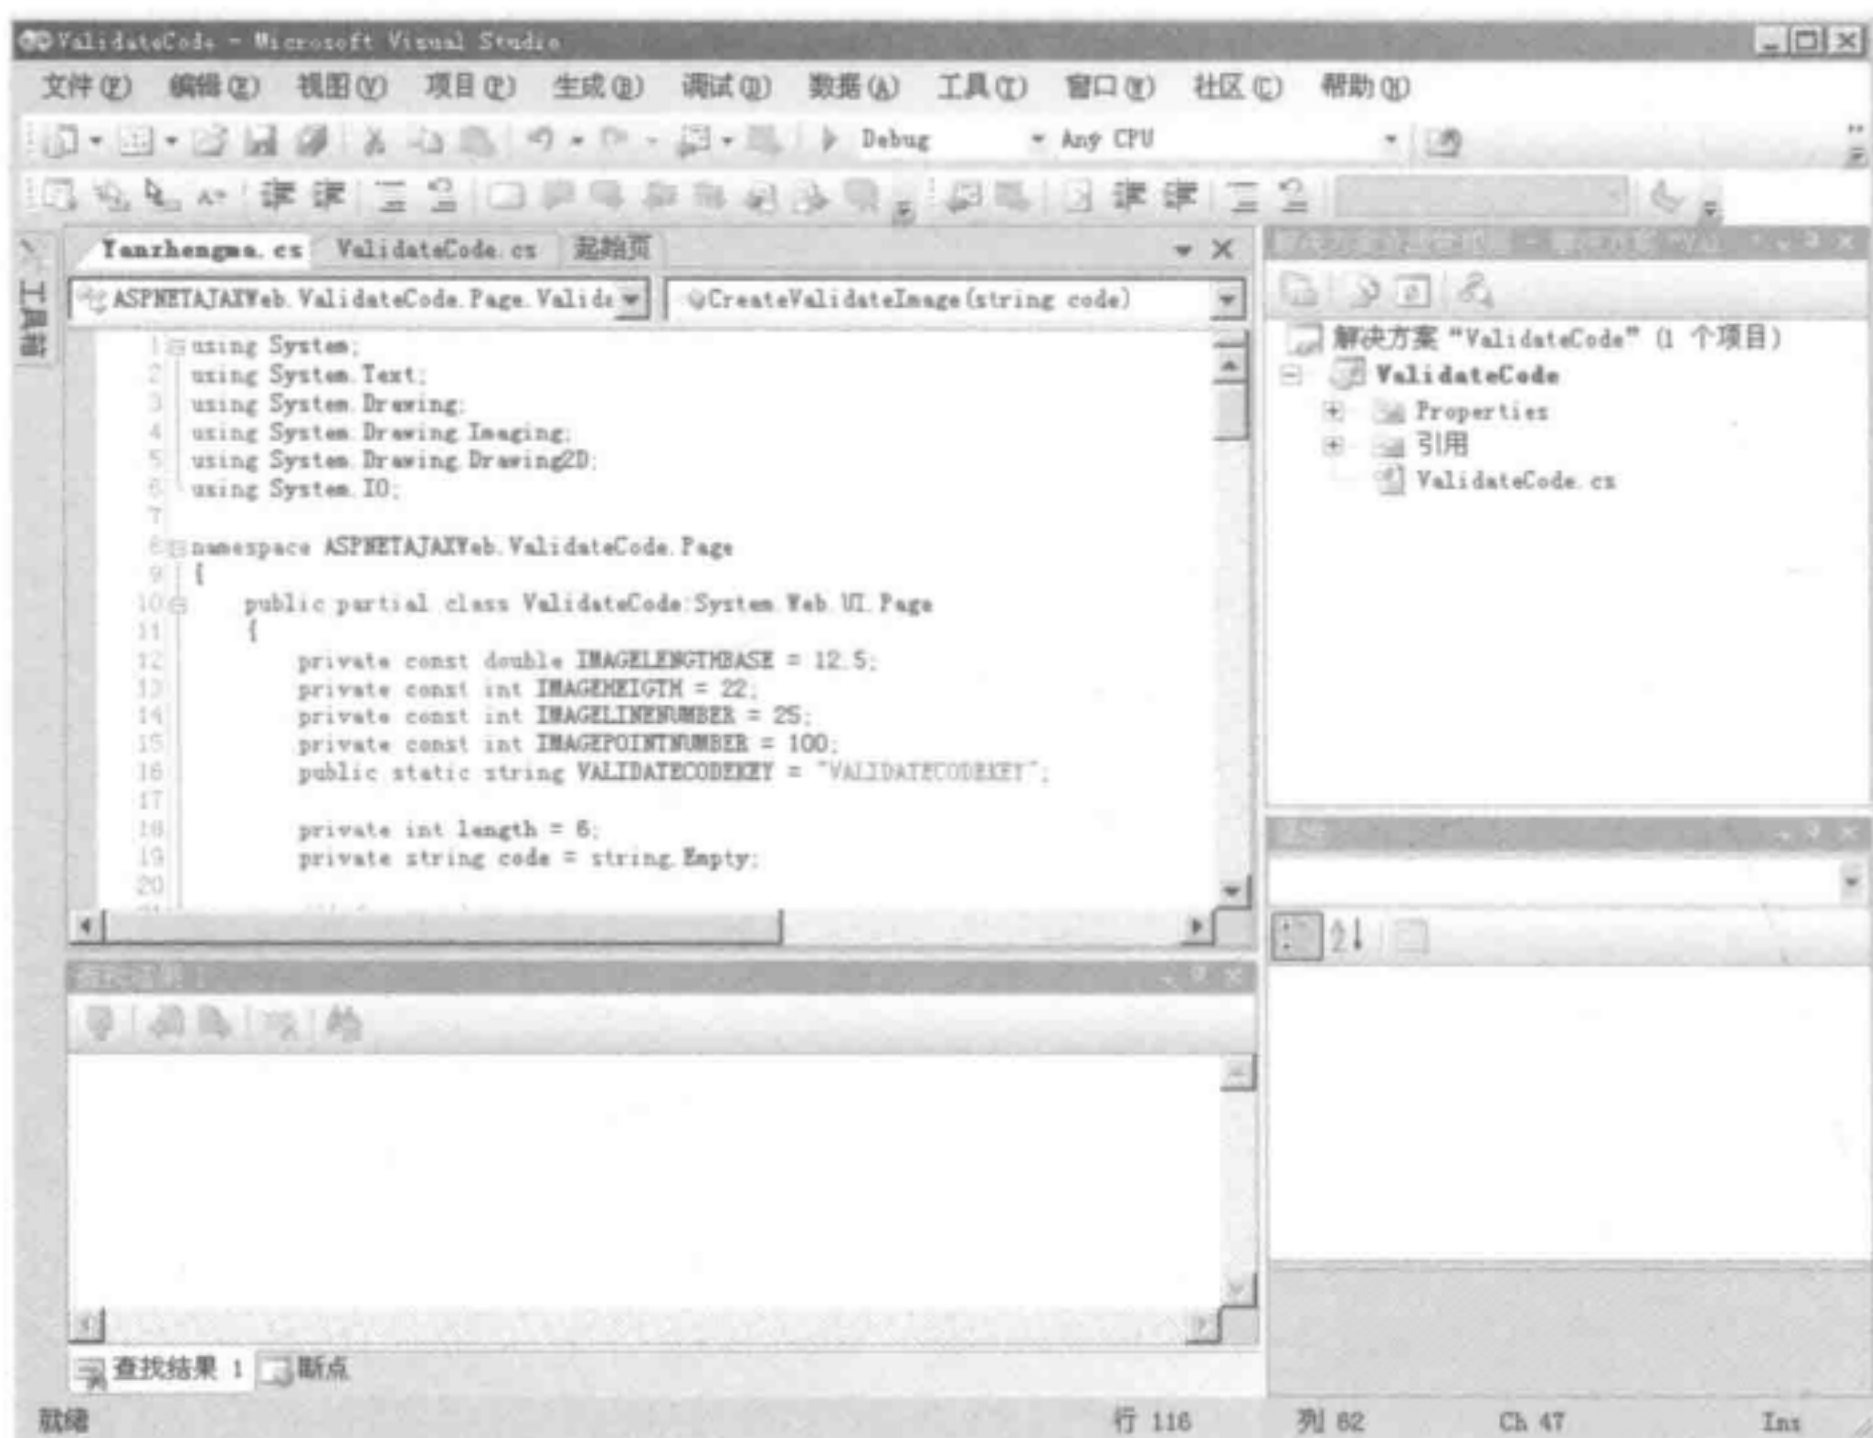 ValidateCode - Microsoft Visual Studio
文件(F) 编辑(E) 视图(V) 项目(P) 生成(B) 调试(D) 数据(A) 工具(T) 窗口(W) 社区(C) 帮助(H)
Debug Any CPU
工具箱
Yanzhengma.cs ValidateCode.cs 起始页
ASPNETAJAXWeb.ValidateCode.Page.Valida CreateValidateImage(string code)
1 using System;
2 using System.Text;
3 using System.Drawing;
4 using System.Drawing.Imaging;
5 using System.Drawing.Drawing2D;
6 using System.IO;
7
8 namespace ASPNETAJAXWeb.ValidateCode.Page
9 {
10 public partial class ValidateCode:System.Web.UI.Page
11 {
12 private const double IMAGELENGTHBASE = 12.5;
13 private const int IMAGEHEIGTH = 22;
14 private const int IMAGELINENUMBER = 25;
15 private const int IMAGEPOINTNUMBER = 100;
16 public static string VALIDATECODEKEY = "VALIDATECODEKEY";
17
18 private int length = 6;
19 private string code = string.Empty;
20
解决方案“ValidateCode”(1 个项目)
ValidateCode
Properties
引用
ValidateCode.cs
查找结果 1
查找结果 1 断点
就绪 行 116 列 62 Ch 47 Ins